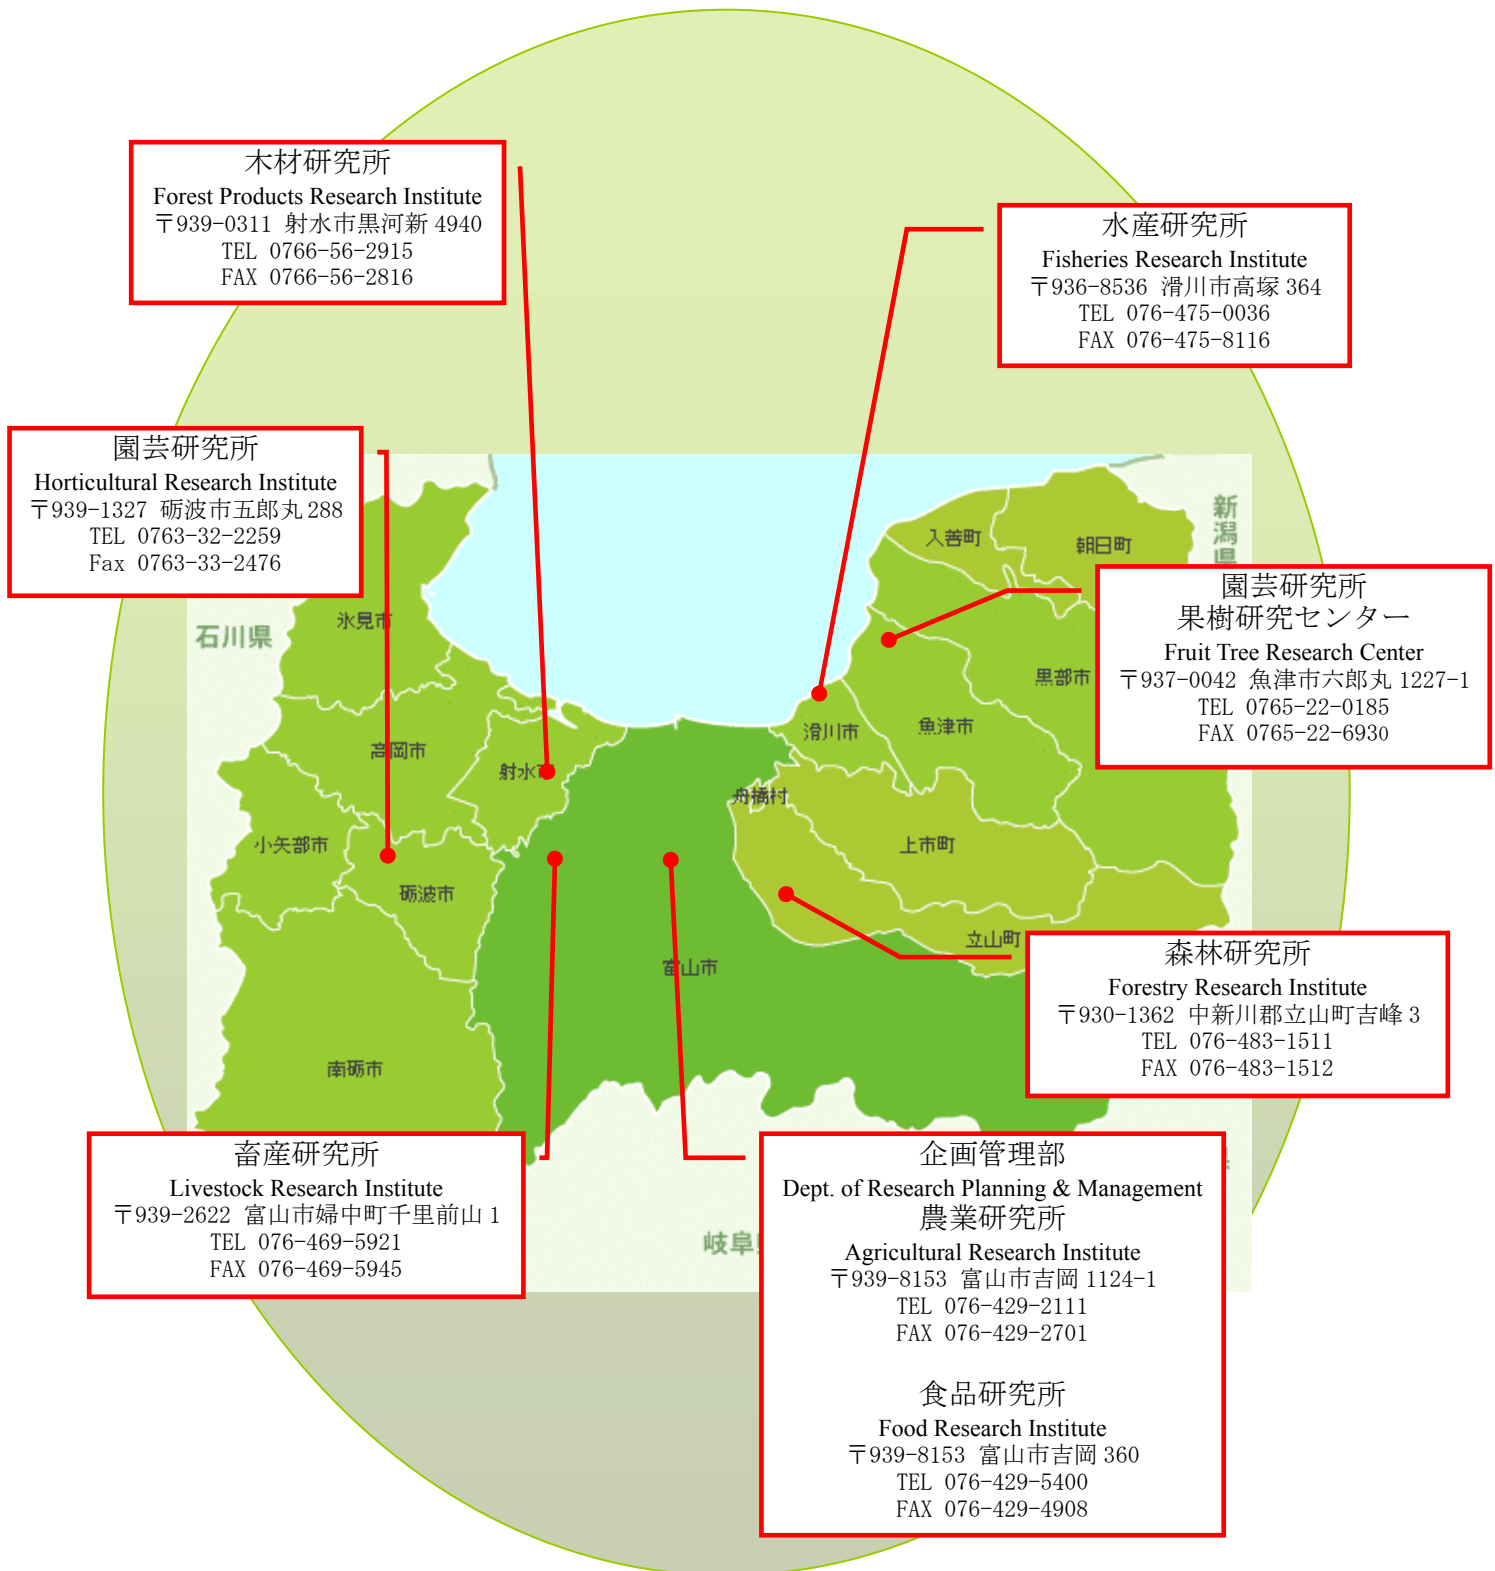 木材研究所
Forest Products Research Institute
〒939-0311 射水市黒河新 4940
TEL 0766-56-2915
FAX 0766-56-2816
水産研究所
Fisheries Research Institute
〒936-8536 滑川市高塚 364
TEL 076-475-0036
FAX 076-475-8116
園芸研究所
Horticultural Research Institute
〒939-1327 砺波市五郎丸 288
TEL 0763-32-2259
Fax 0763-33-2476
新潟県
入善町
朝日町
園芸研究所
果樹研究センター
Fruit Tree Research Center
〒937-0042 魚津市六郎丸 1227-1
TEL 0765-22-0185
FAX 0765-22-6930
石川県
氷見市
黒部市
高岡市
射水市
滑川市
魚津市
舟橋村
小矢部市
砺波市
上市町
立山町
富山市
南砺市
森林研究所
Forestry Research Institute
〒930-1362 中新川郡立山町吉峰 3
TEL 076-483-1511
FAX 076-483-1512
畜産研究所
Livestock Research Institute
〒939-2622 富山市婦中町千里前山 1
TEL 076-469-5921
FAX 076-469-5945
岐阜
企画管理部
Dept. of Research Planning & Management
農業研究所
Agricultural Research Institute
〒939-8153 富山市吉岡 1124-1
TEL 076-429-2111
FAX 076-429-2701
食品研究所
Food Research Institute
〒939-8153 富山市吉岡 360
TEL 076-429-5400
FAX 076-429-4908